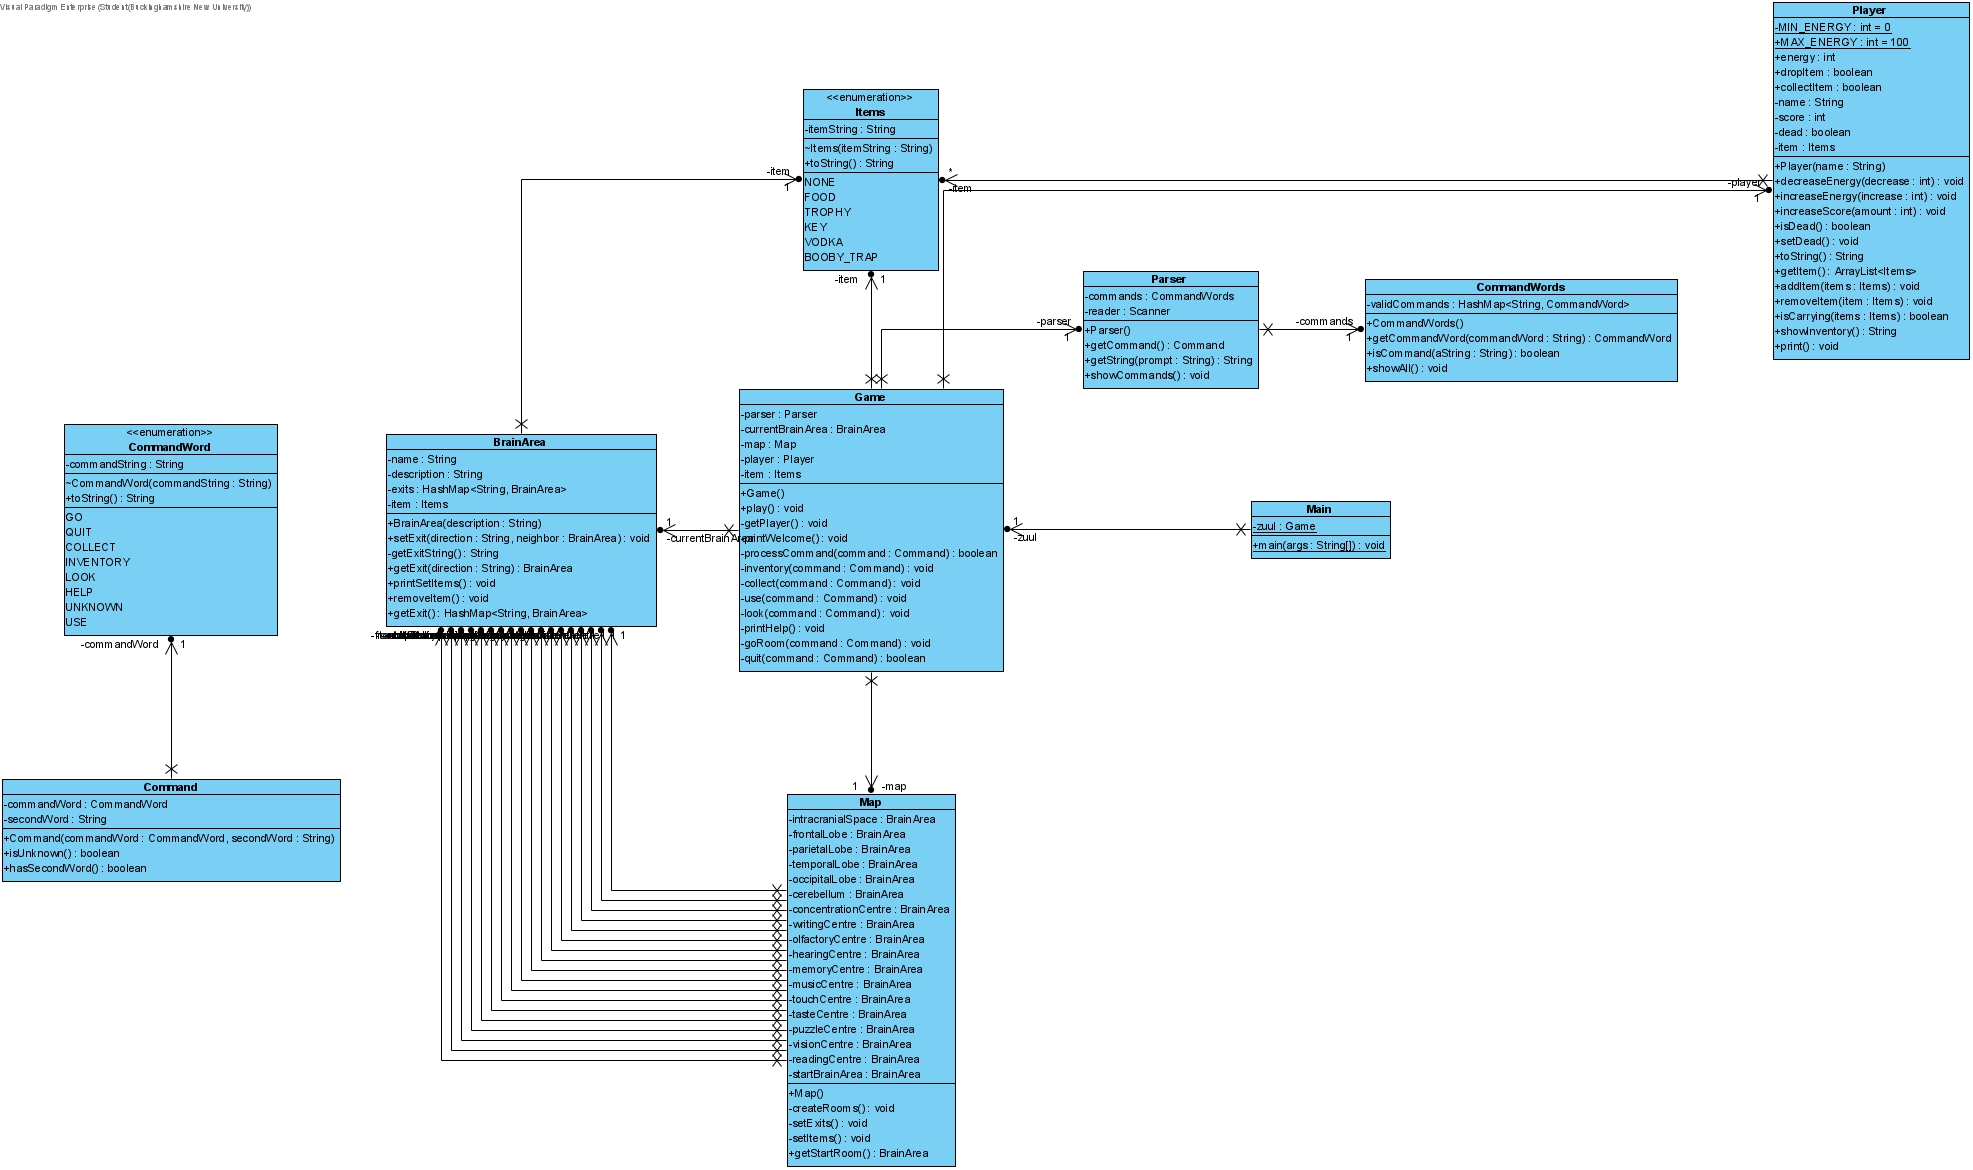 Visual Paradigm Enterprise (Student(Buckinghamshire New University))
Player
-MIN_ENERGY : int = 0
+MAX_ENERGY : int = 100
+energy : int
+dropItem : boolean
+collectItem : boolean
-name : String
-score : int
-dead : boolean
-item : Items
+Player(name : String)
+decreaseEnergy(decrease : int) : void
+increaseEnergy(increase : int) : void
+increaseScore(amount : int) : void
+isDead() : boolean
+setDead() : void
+toString() : String
+getItem() : ArrayList<Items>
+addItem(items : Items) : void
+removeItem(item : Items) : void
+isCarrying(items : Items) : boolean
+showInventory() : String
+print() : void
<<enumeration>>
Items
-itemString : String
~Items(itemString : String)
+toString() : String
NONE
FOOD
TROPHY
KEY
VODKA
BOOBY_TRAP
-item
1
*
-item
-player
1
-item
1
Parser
-commands : CommandWords
-reader : Scanner
+Parser()
+getCommand() : Command
+getString(prompt : String) : String
+showCommands() : void
-parser
1
CommandWords
-validCommands : HashMap<String, CommandWord>
+CommandWords()
+getCommandWord(commandWord : String) : CommandWord
+isCommand(aString : String) : boolean
+showAll() : void
-commands
1
Game
-parser : Parser
-currentBrainArea : BrainArea
-map : Map
-player : Player
-item : Items
+Game()
+play() : void
-getPlayer() : void
-printWelcome() : void
-processCommand(command : Command) : boolean
-inventory(command : Command) : void
-collect(command : Command) : void
-use(command : Command) : void
-look(command : Command) : void
-printHelp() : void
-goRoom(command : Command) : void
-quit(command : Command) : boolean
<<enumeration>>
CommandWord
-commandString : String
~CommandWord(commandString : String)
+toString() : String
GO
QUIT
COLLECT
INVENTORY
LOOK
HELP
UNKNOWN
USE
-commandWord
1
BrainArea
-name : String
-description : String
-exits : HashMap<String, BrainArea>
-item : Items
+BrainArea(description : String)
+setExit(direction : String, neighbor : BrainArea) : void
-getExitString() : String
+getExit(direction : String) : BrainArea
+printSetItems() : void
+removeItem() : void
+getExit() : HashMap<String, BrainArea>
1
-currentBrainArea
1
Main
-zuul : Game
+main(args : String[]) : void
1
-zuul
Command
-commandWord : CommandWord
-secondWord : String
+Command(commandWord : CommandWord, secondWord : String)
+isUnknown() : boolean
+hasSecondWord() : boolean
1
-map
Map
-intracranialSpace : BrainArea
-frontalLobe : BrainArea
-parietalLobe : BrainArea
-temporalLobe : BrainArea
-occipitalLobe : BrainArea
-cerebellum : BrainArea
-concentrationCentre : BrainArea
-writingCentre : BrainArea
-olfactoryCentre : BrainArea
-hearingCentre : BrainArea
-memoryCentre : BrainArea
-musicCentre : BrainArea
-touchCentre : BrainArea
-tasteCentre : BrainArea
-puzzleCentre : BrainArea
-visionCentre : BrainArea
-readingCentre : BrainArea
-startBrainArea : BrainArea
+Map()
-createRooms() : void
-setExits() : void
-setItems() : void
+getStartRoom() : BrainArea